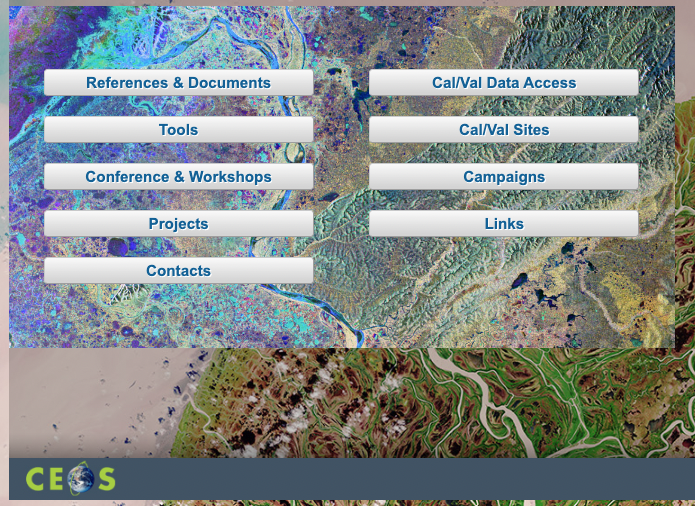 References & Documents
Cal/Val Data Access
Tools
Cal/Val Sites
Conference & Workshops
Campaigns
Projects
Links
Contacts
CEOS